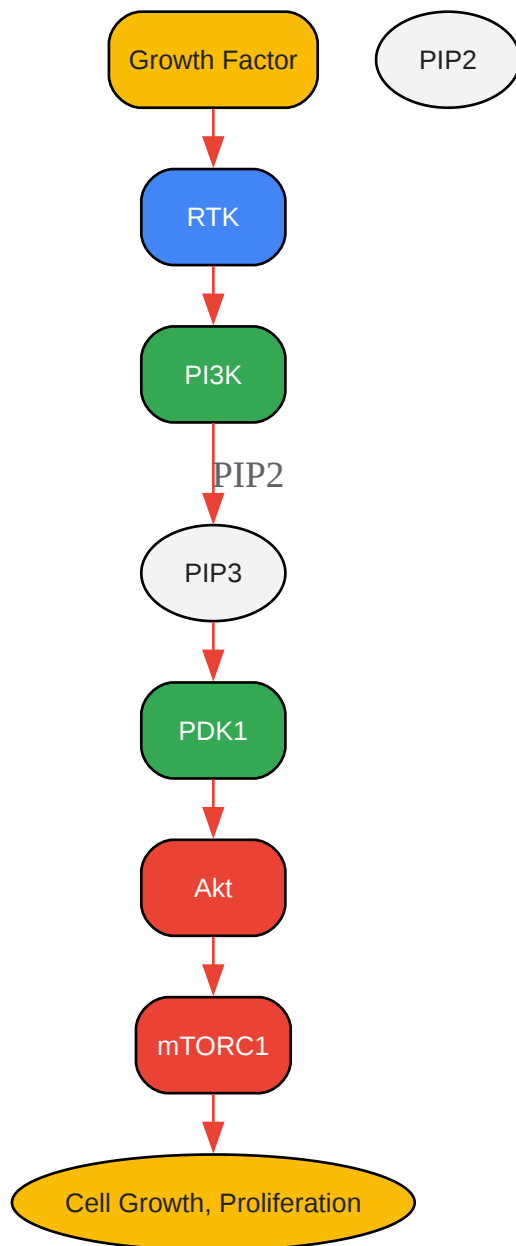 Growth Factor
PIP2
RTK
PI3K
PIP2
PIP3
PDK1
Akt
mTORC1
Cell Growth, Proliferation